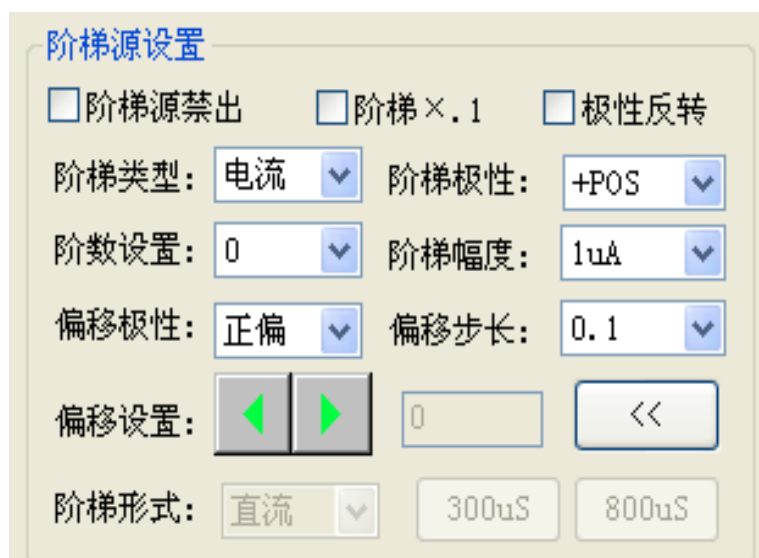 阶梯源设置
阶梯源禁出 阶梯×.1 极性反转
阶梯类型: 电流 阶梯极性: +POS
阶数设置: 0 阶梯幅度: 1uA
偏移极性: 正偏 偏移步长: 0.1
偏移设置: 0 <<
阶梯形式: 直流 300uS 800uS